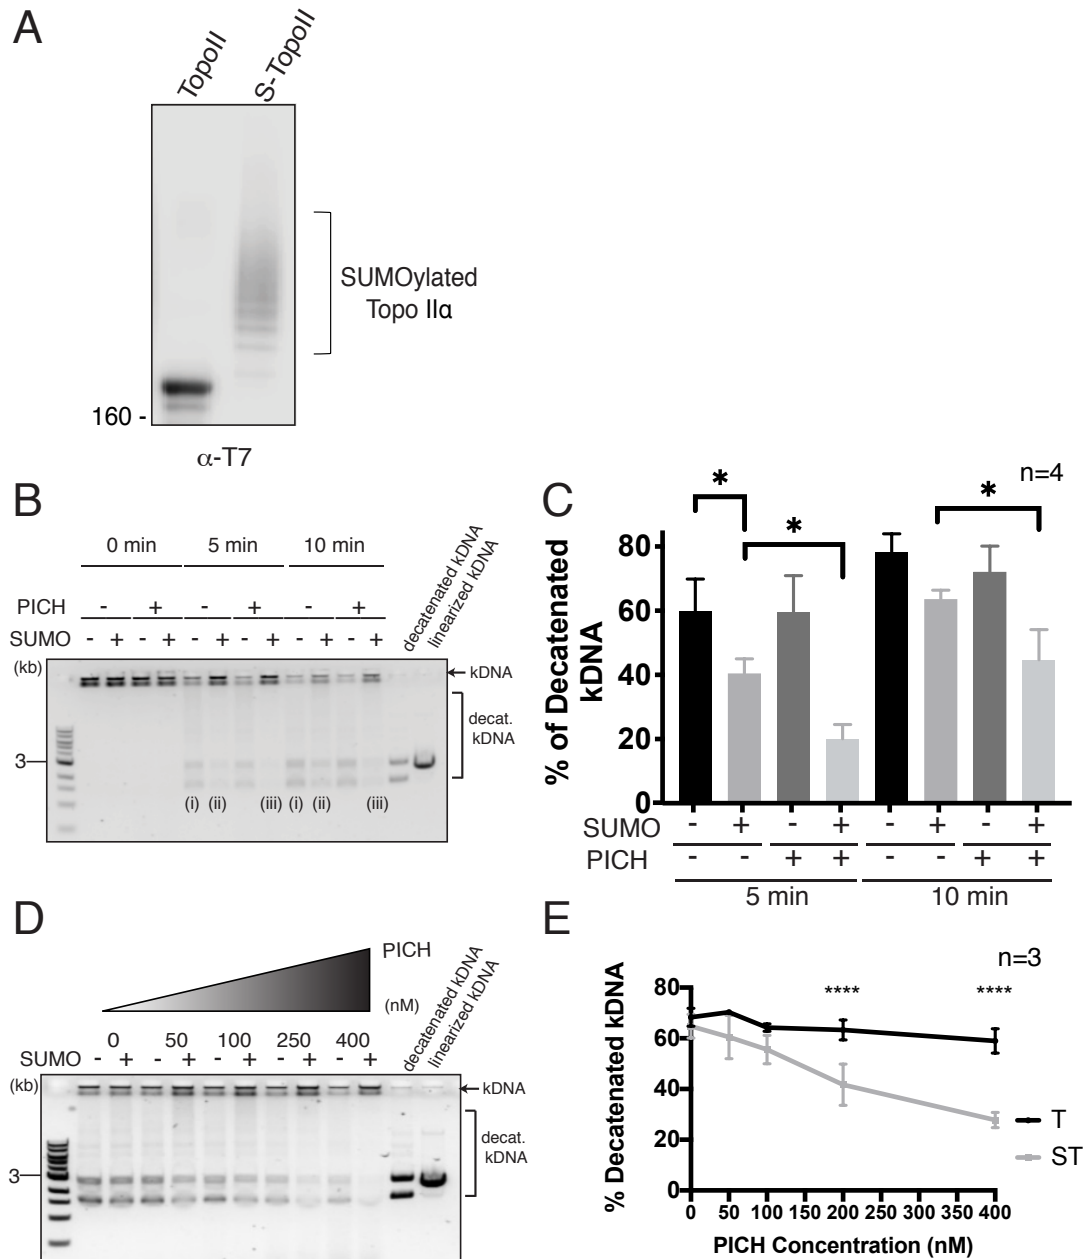 A
TopoII
S-TopoII
SUMOylated
Topo IIα
160 -
α-T7
B
0 min
5 min
10 min
decatenated kDNA
linearized kDNA
PICH
- + - + - +
SUMO
- + - + - + - + - + - +
(kb)
kDNA
decat.
kDNA
3
(i) (ii) (iii) (i) (ii) (iii)
C
n=4
*
*
*
% of Decatenated
kDNA
80
60
40
20
0
SUMO
- + - + - + - +
PICH
- - + + - - + +
5 min
10 min
D
PICH
(nM)
decatenated kDNA
linearized kDNA
0 50 100 250 400
SUMO
- + - + - + - + - +
(kb)
kDNA
decat.
kDNA
3
E
n=3
**** ****
% Decatenated kDNA
80
60
40
20
0
0 50 100 150 200 250 300 350 400
PICH Concentration (nM)
T
ST